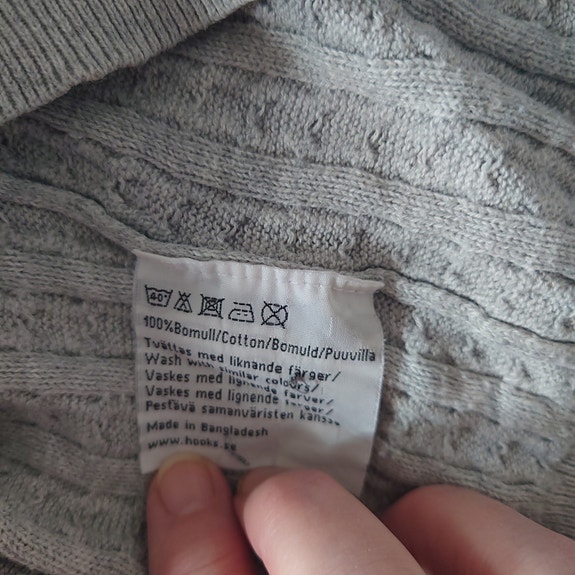 40°
100%Bomull/Cotton/Bomuld/Puuvilla
Tvättas med liknande färger/
Wash with similar colours/
Vaskes med lignende farver/
Vaskes med lignende farger/
Pestävä samanväristen kanssa
Made in Bangladesh
www.hooks.se